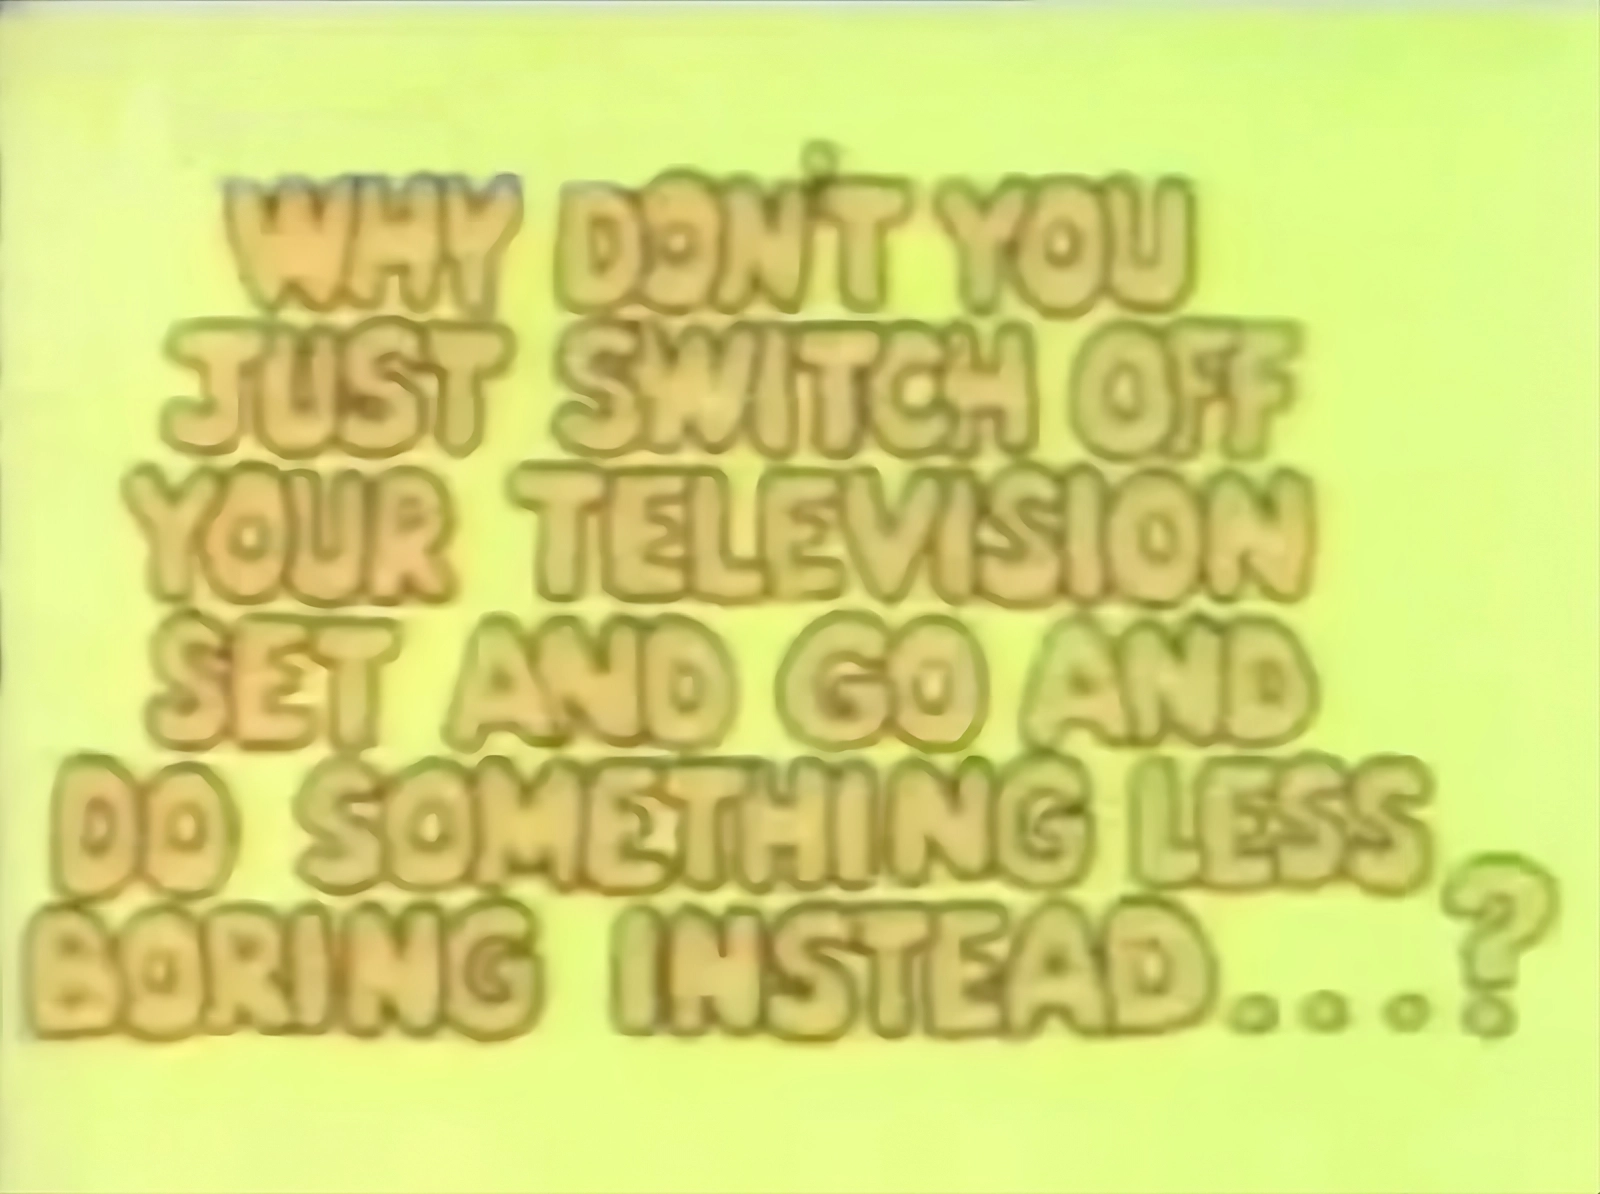 WHY DON'T YOU
JUST SWITCH OFF
YOUR TELEVISION
SET AND GO AND
DO SOMETHING LESS
BORING INSTEAD...?